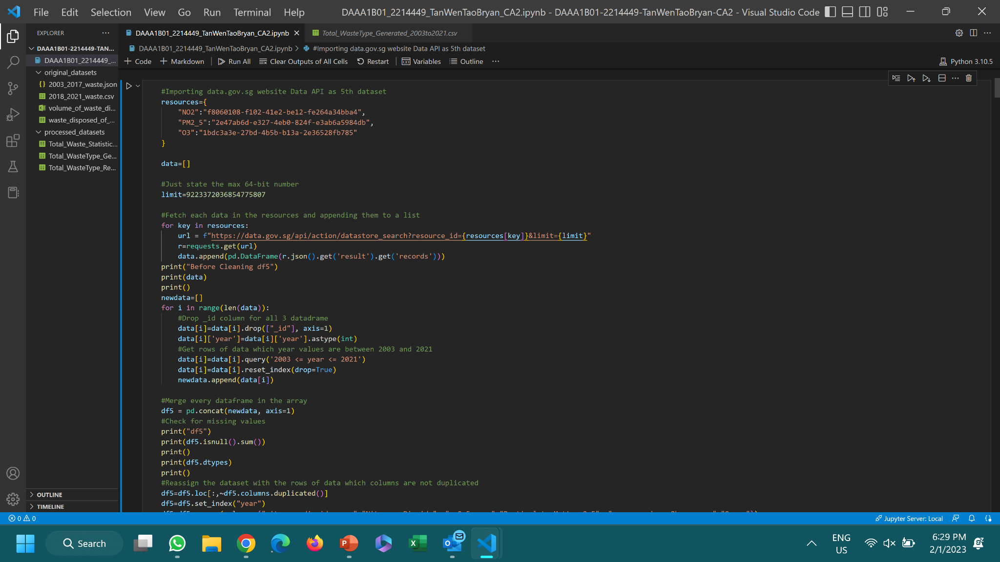 File Edit Selection View Go Run Terminal Help DAAA1B01_2214449_TanWenTaoBryan_CA2.ipynb - DAAA1B01-2214449-TanWenTaoBryan-CA2 - Visual Studio Code
EXPLORER
DAAA1B01_2214449_TanWenTaoBryan_CA2.ipynb Total_WasteType_Generated_2003to2021.csv
DAAA1B01-2214449-TAN...
DAAA1B01_2214449_...
original_datasets
2003_2017_waste.json
2018_2021_waste.csv
volume_of_waste_di...
waste_disposed_of_...
processed_datasets
Total_Waste_Statistic...
Total_WasteType_Ge...
Total_WasteType_Re...
OUTLINE
TIMELINE
DAAA1B01_2214449_TanWenTaoBryan_CA2.ipynb > #Importing data.gov.sg website Data API as 5th dataset
+ Code + Markdown Run All Clear Outputs of All Cells Restart Variables Outline ... Python 3.10.5
#Importing data.gov.sg website Data API as 5th dataset
resources={
"NO2":"f8060108-f102-41e2-be12-fe264a34bba4",
"PM2_5":"2e47ab6d-e327-4eb0-824f-e3ab6a5984db",
"O3":"1bdc3a3e-27bd-4b5b-b13a-2e36528fb785"
}
data=[]
#Just state the max 64-bit number
limit=9223372036854775807
#Fetch each data in the resources and appending them to a list
for key in resources:
url = f"https://data.gov.sg/api/action/datastore_search?resource_id={resources[key]}&limit={limit}"
r=requests.get(url)
data.append(pd.DataFrame(r.json().get('result').get('records')))
print("Before Cleaning df5")
print(data)
print()
newdata=[]
for i in range(len(data)):
#Drop _id column for all 3 datadrame
data[i]=data[i].drop(["_id"], axis=1)
data[i]['year']=data[i]['year'].astype(int)
#Get rows of data which year values are between 2003 and 2021
data[i]=data[i].query('2003 <= year <= 2021')
data[i]=data[i].reset_index(drop=True)
newdata.append(data[i])
#Merge every dataframe in the array
df5 = pd.concat(newdata, axis=1)
#Check for missing values
print("df5")
print(df5.isnull().sum())
print()
print(df5.dtypes)
print()
#Reassign the dataset with the rows of data which columns are not duplicated
df5=df5.loc[:,~df5.columns.duplicated()]
df5=df5.set_index("year")
0 0 Jupyter Server: Local
Search ENG US 6:29 PM 2/1/2023